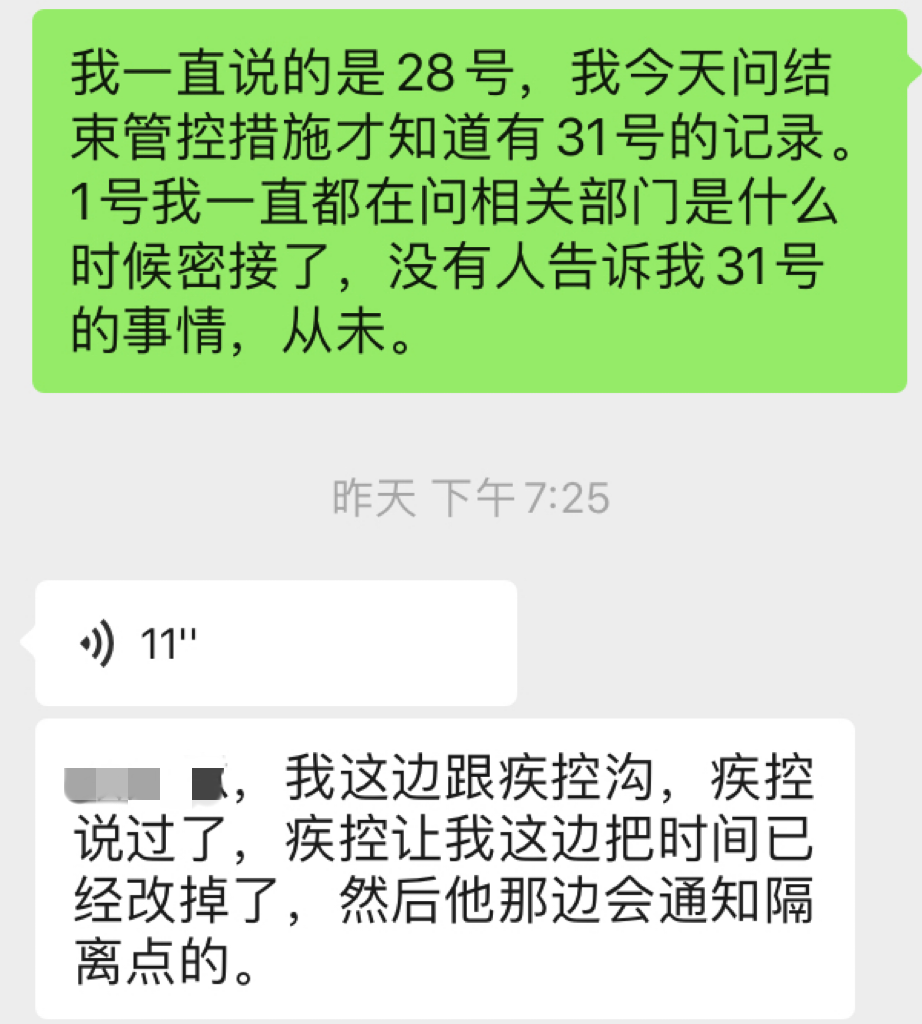 我一直说的是28号，我今天问结
束管控措施才知道有31号的记录。
1号我一直都在问相关部门是什么
时候密接了，没有人告诉我31号
的事情，从未。
昨天 下午7:25
11''
，我这边跟疾控沟，疾控
说过了，疾控让我这边把时间已
经改掉了，然后他那边会通知隔
离点的。